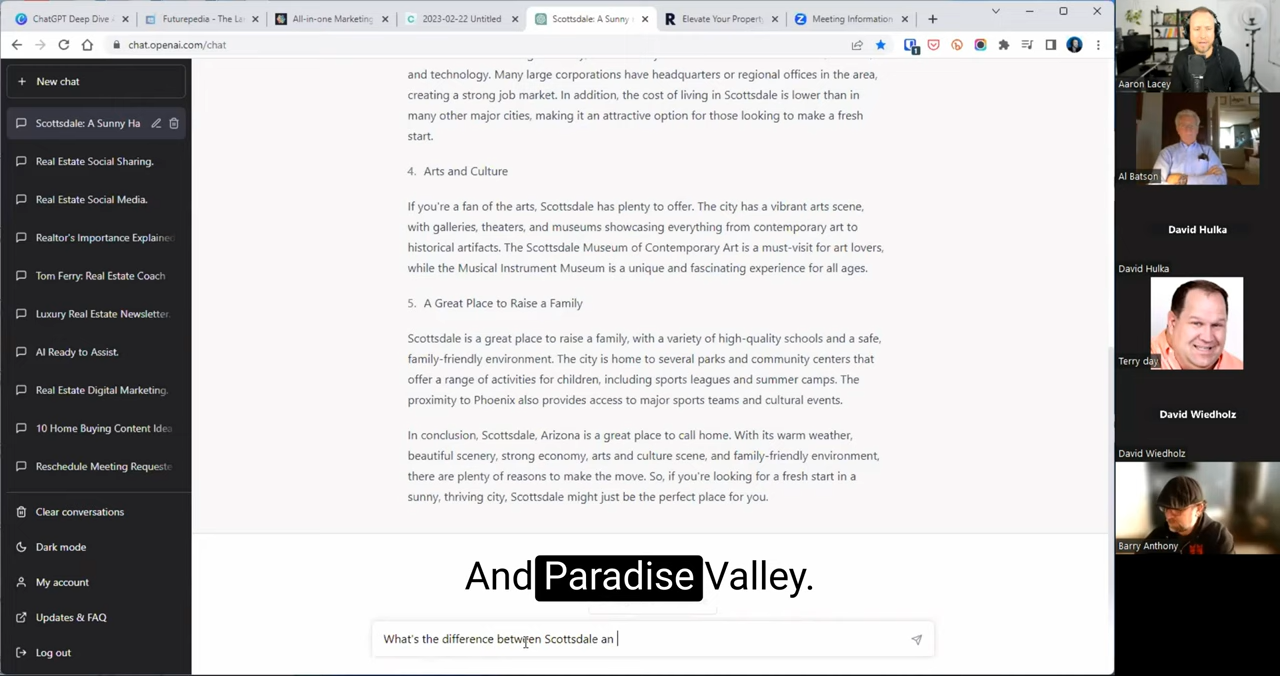 ChatGPT Deep Dive
Futurepedia - The La
All-in-one Marketing
2023-02-22 Untitled
Scottsdale: A Sunny
Elevate Your Property
Meeting Information
chat.openai.com/chat
New chat
Scottsdale: A Sunny Ha
Real Estate Social Sharing.
Real Estate Social Media.
Realtor's Importance Explained
Tom Ferry: Real Estate Coach
Luxury Real Estate Newsletter.
AI Ready to Assist.
Real Estate Digital Marketing.
10 Home Buying Content Idea
Reschedule Meeting Requeste
Clear conversations
Dark mode
My account
Updates & FAQ
Log out
and technology. Many large corporations have headquarters or regional offices in the area,
creating a strong job market. In addition, the cost of living in Scottsdale is lower than in
many other major cities, making it an attractive option for those looking to make a fresh
start.
4. Arts and Culture
If you're a fan of the arts, Scottsdale has plenty to offer. The city has a vibrant arts scene,
with galleries, theaters, and museums showcasing everything from contemporary art to
historical artifacts. The Scottsdale Museum of Contemporary Art is a must-visit for art lovers,
while the Musical Instrument Museum is a unique and fascinating experience for all ages.
5. A Great Place to Raise a Family
Scottsdale is a great place to raise a family, with a variety of high-quality schools and a safe,
family-friendly environment. The city is home to several parks and community centers that
offer a range of activities for children, including sports leagues and summer camps. The
proximity to Phoenix also provides access to major sports teams and cultural events.
In conclusion, Scottsdale, Arizona is a great place to call home. With its warm weather,
beautiful scenery, strong economy, arts and culture scene, and family-friendly environment,
there are plenty of reasons to make the move. So, if you're looking for a fresh start in a
sunny, thriving city, Scottsdale might just be the perfect place for you.
And Paradise Valley.
What's the difference between Scottsdale an
Aaron Lacey
Al Batson
David Hulka
David Hulka
Terry day
David Wiedholz
David Wiedholz
Barry Anthony